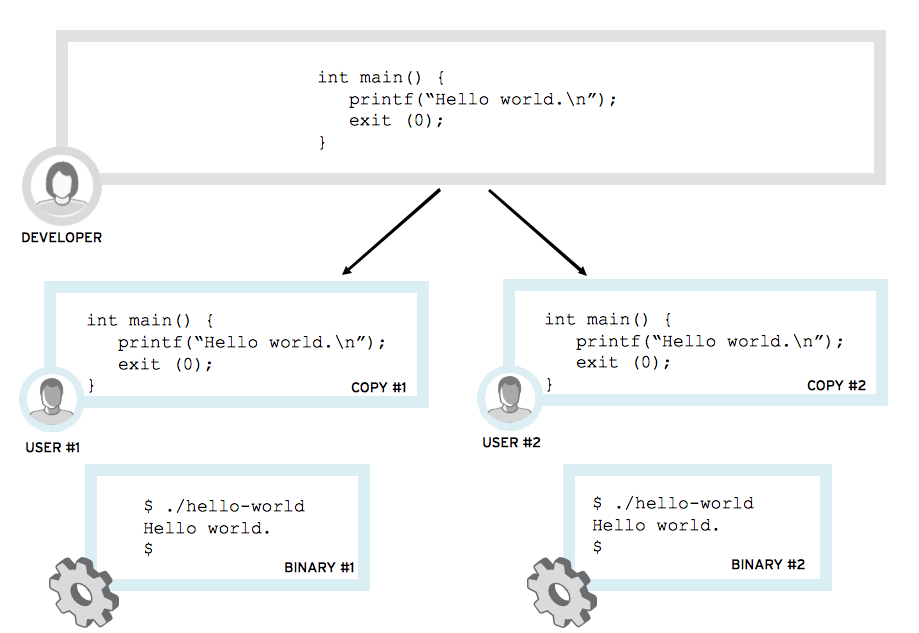 int main() {
printf(“Hello world.\n”);
exit (0);
}
DEVELOPER
int main() {
printf(“Hello world.\n”);
exit (0);
}
COPY #1
USER #1
int main() {
printf(“Hello world.\n”);
exit (0);
}
COPY #2
USER #2
$ ./hello-world
Hello world.
$
BINARY #1
$ ./hello-world
Hello world.
$
BINARY #2